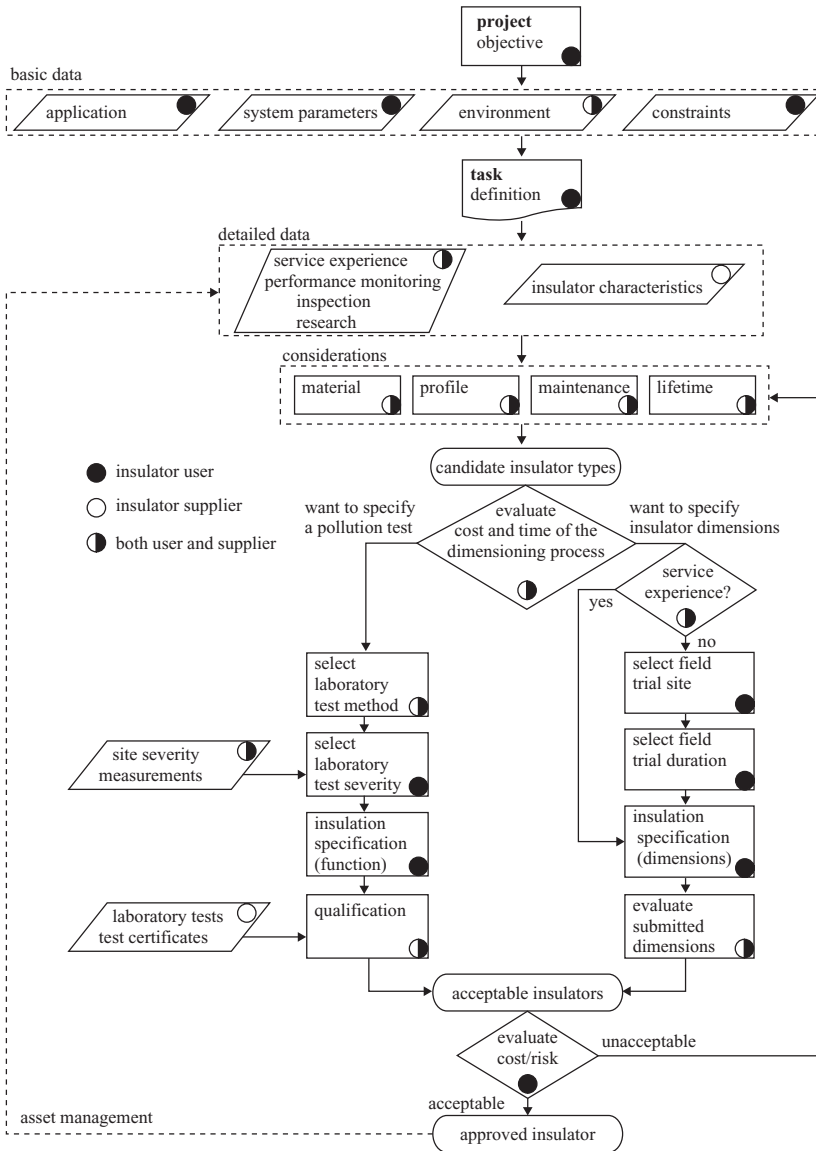 project
objective
basic data
application
system parameters
environment
constraints
task
definition
detailed data
service experience
performance monitoring
inspection
research
insulator characteristics
considerations
material
profile
maintenance
lifetime
candidate insulator types
insulator user
insulator supplier
both user and supplier
want to specify
a pollution test
evaluate
cost and time of the
dimensioning process
want to specify
insulator dimensions
service
experience?
yes
no
select
laboratory
test method
select field
trial site
site severity
measurements
select
laboratory
test severity
select field
trial duration
insulation
specification
(function)
insulation
specification
(dimensions)
laboratory tests
test certificates
qualification
evaluate
submitted
dimensions
acceptable insulators
evaluate
cost/risk
unacceptable
acceptable
asset management
approved insulator